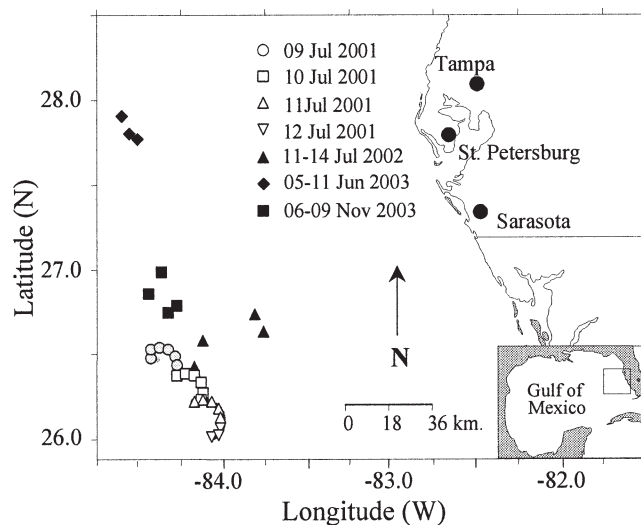 09 Jul 2001
10 Jul 2001
11Jul 2001
12 Jul 2001
11-14 Jul 2002
05-11 Jun 2003
06-09 Nov 2003
Tampa
St. Petersburg
Sarasota
28.0
27.0
26.0
Latitude (N)
N
0 18 36 km.
Gulf of
Mexico
-84.0 -83.0 -82.0
Longitude (W)